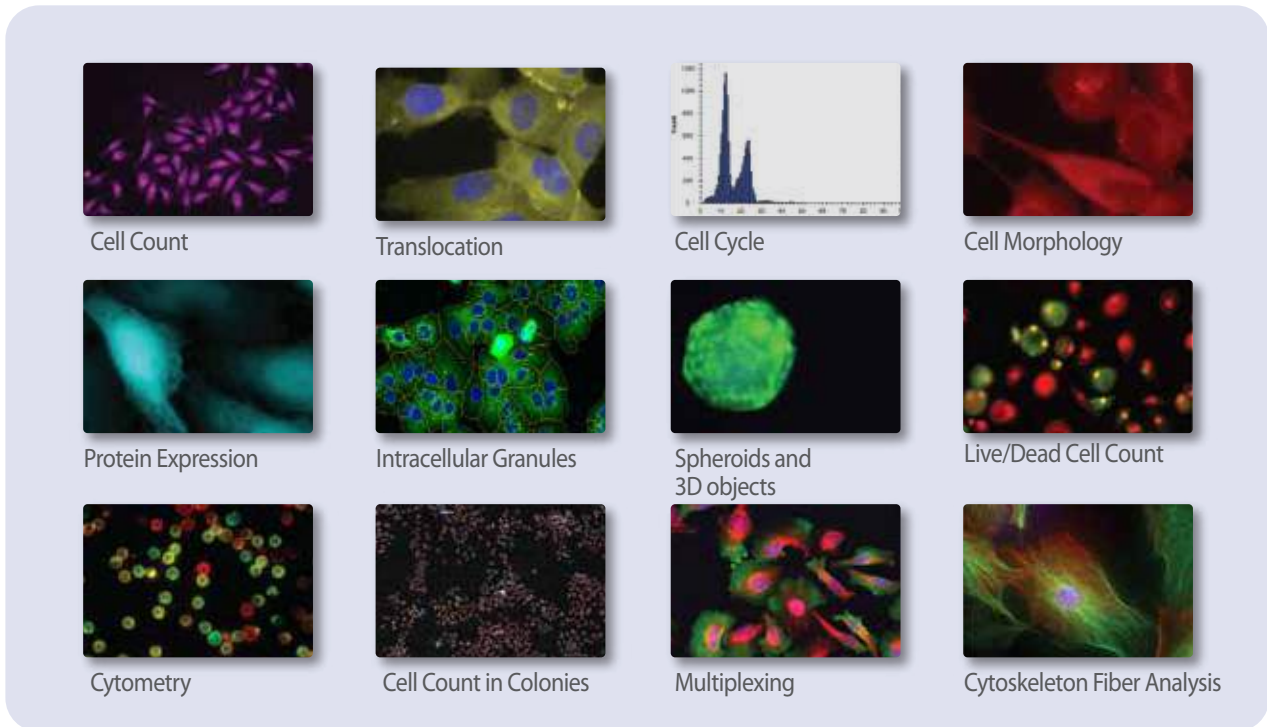 Cell Count
Translocation
Cell Cycle
Cell Morphology
Protein Expression
Intracellular Granules
Spheroids and
3D objects
Live/Dead Cell Count
Cytometry
Cell Count in Colonies
Multiplexing
Cytoskeleton Fiber Analysis